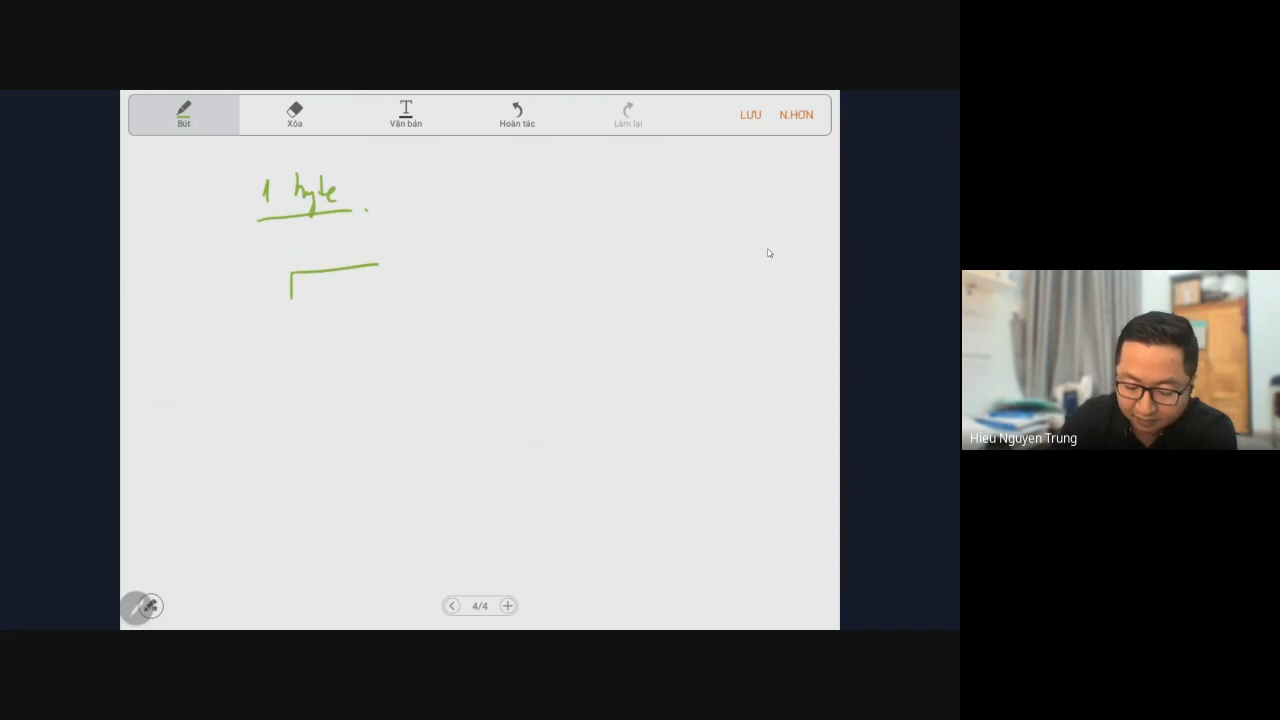 Bút Xóa Văn bản Hoàn tác Làm lại LƯU N.HƠN
1 byte
4/4
Hieu Nguyen Trung